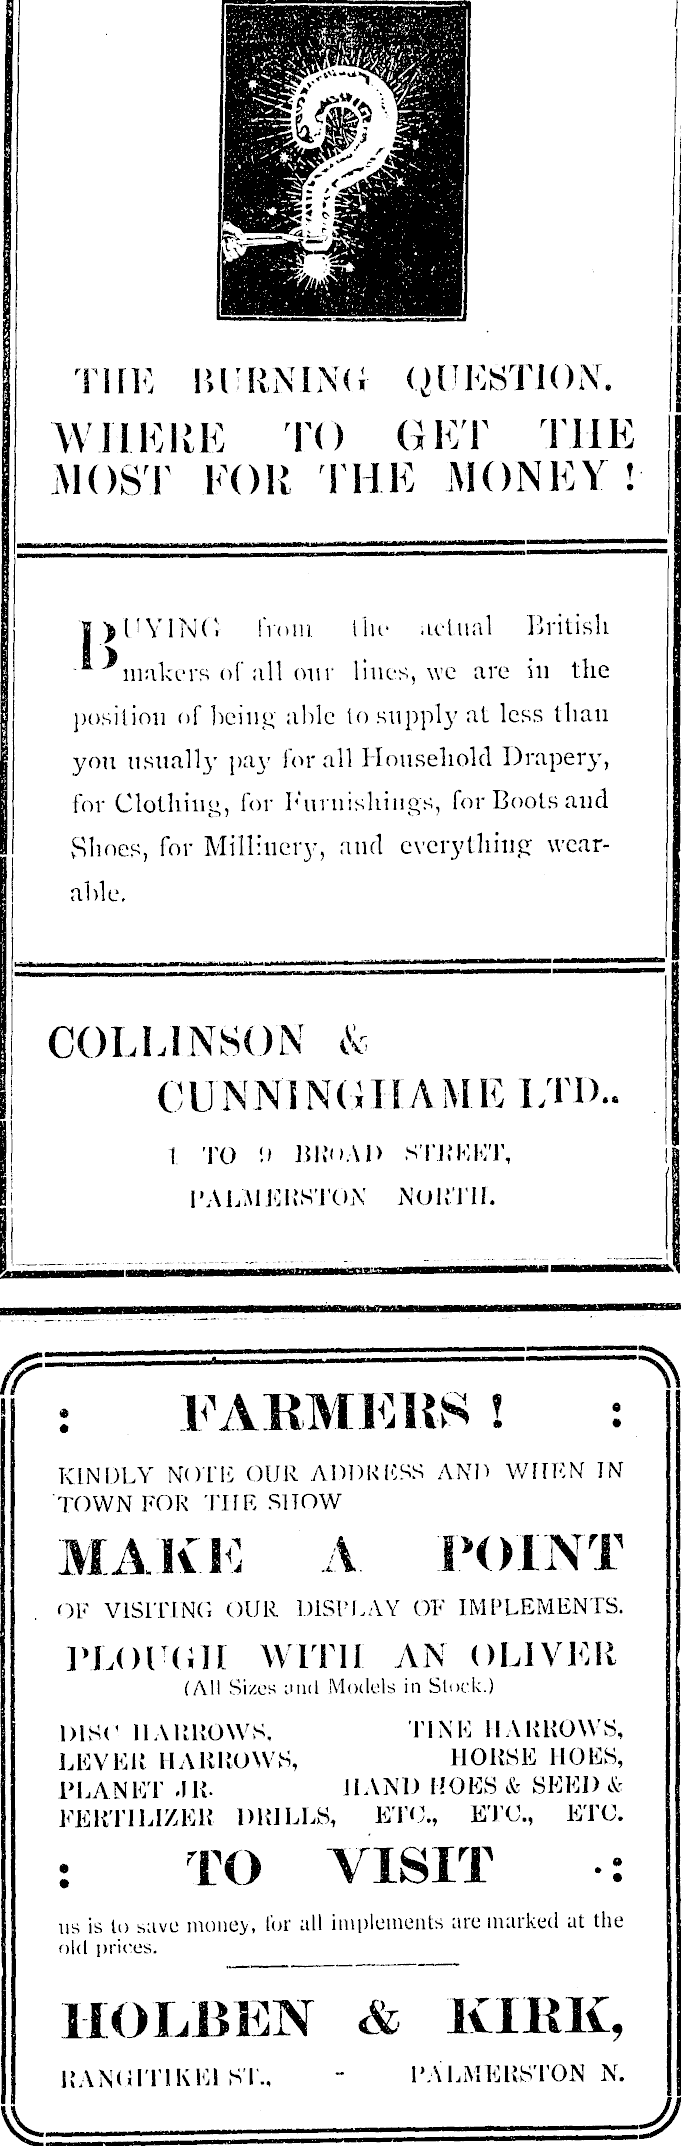 THE BURNING QUESTION.
WHERE TO GET THE
MOST FOR THE MONEY!
BUYING from the actual British
makers of all our lines, we are in the
position of being able to supply at less than
you usually pay for all Household Drapery,
for Clothing, for Furnishings, for Boots and
Shoes, for Millinery, and everything wear-
able.
COLLINSON &
CUNNINGHAME LTD..
1 TO 9 BROAD STREET,
PALMERSTON NORTH.
: FARMERS! :
KINDLY NOTE OUR ADDRESS AND WHEN IN
TOWN FOR THE SHOW
MAKE A POINT
OF VISITING OUR DISPLAY OF IMPLEMENTS.
PLOUGH WITH AN OLIVER
(All Sizes and Models in Stock.)
DISC HARROWS, TINE HARROWS,
LEVER HARROWS, HORSE HOES,
PLANET JR. HAND HOES & SEED &
FERTILIZER DRILLS, ETC., ETC., ETC.
: TO VISIT :
us is to save money, for all implements are marked at the
old prices.
HOLBEN & KIRK,
RANGITIKEI ST., - PALMERSTON N.